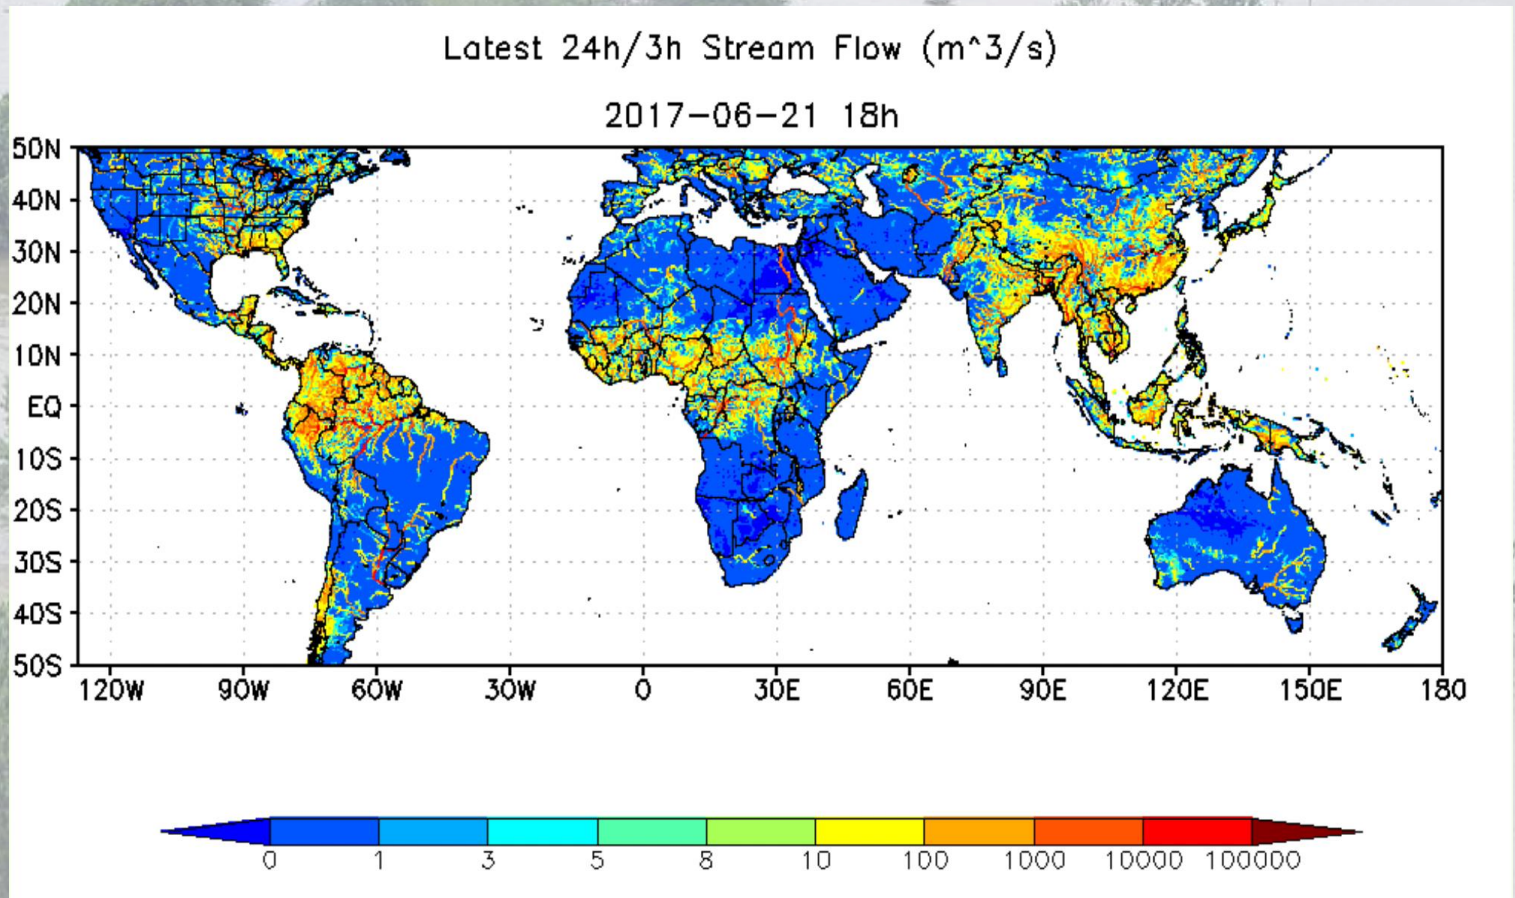 Latest 24h/3h Stream Flow (m^3/s)
2017-06-21 18h
50N
40N
30N
20N
10N
EQ
10S
20S
30S
40S
50S
120W 90W 60W 30W 0 30E 60E 90E 120E 150E 180
0 1 3 5 8 10 100 1000 10000 100000